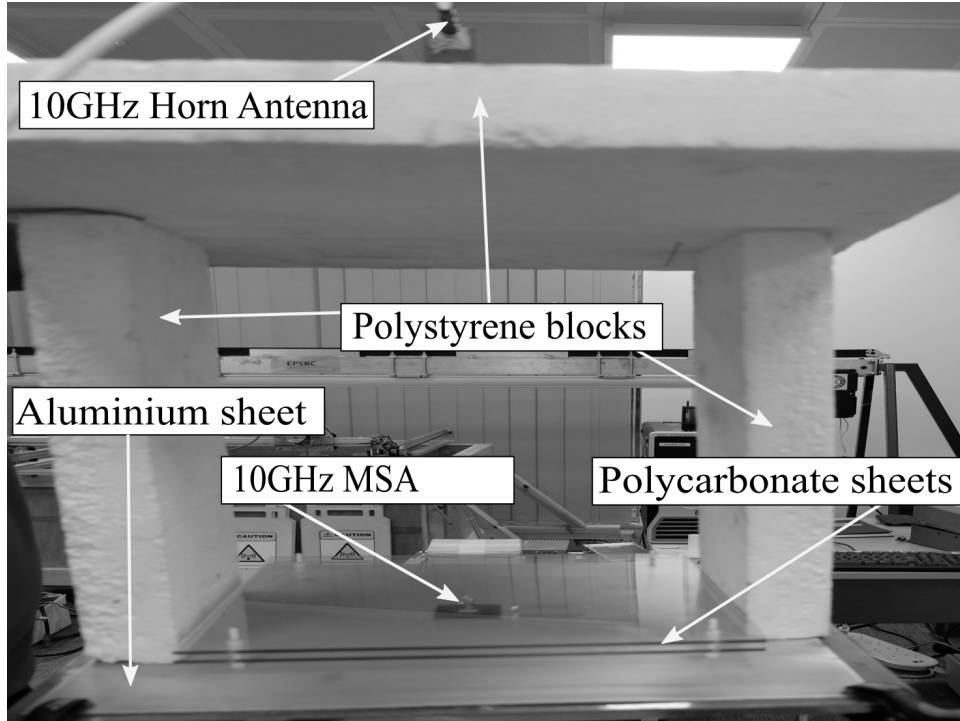 10GHz Horn Antenna
Polystyrene blocks
EPSRC
Aluminium sheet
10GHz MSA
Polycarbonate sheets
CAUTION
CAUTION